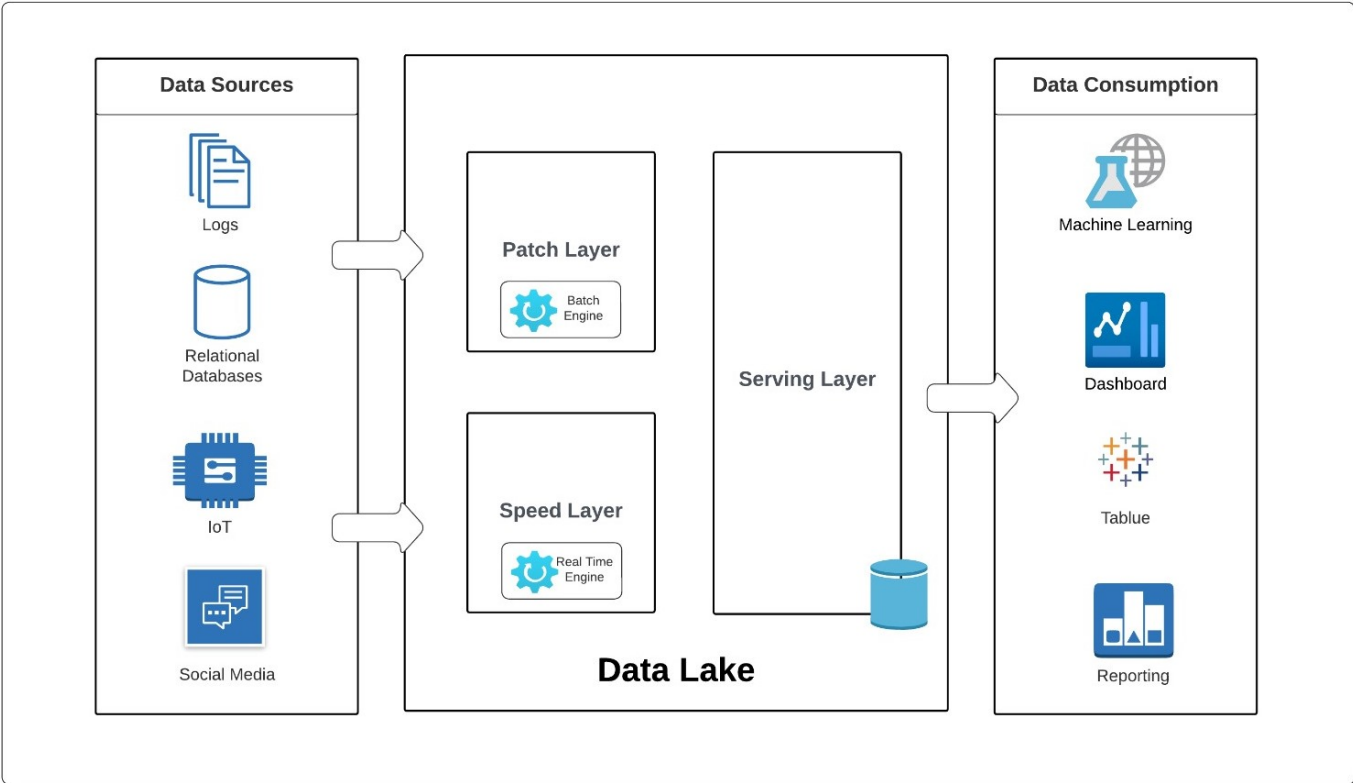 Data Sources
Logs
Relational
Databases
IoT
Social Media
Patch Layer
Batch
Engine
Speed Layer
Real Time
Engine
Serving Layer
Data Lake
Data Consumption
Machine Learning
Dashboard
Tablue
Reporting